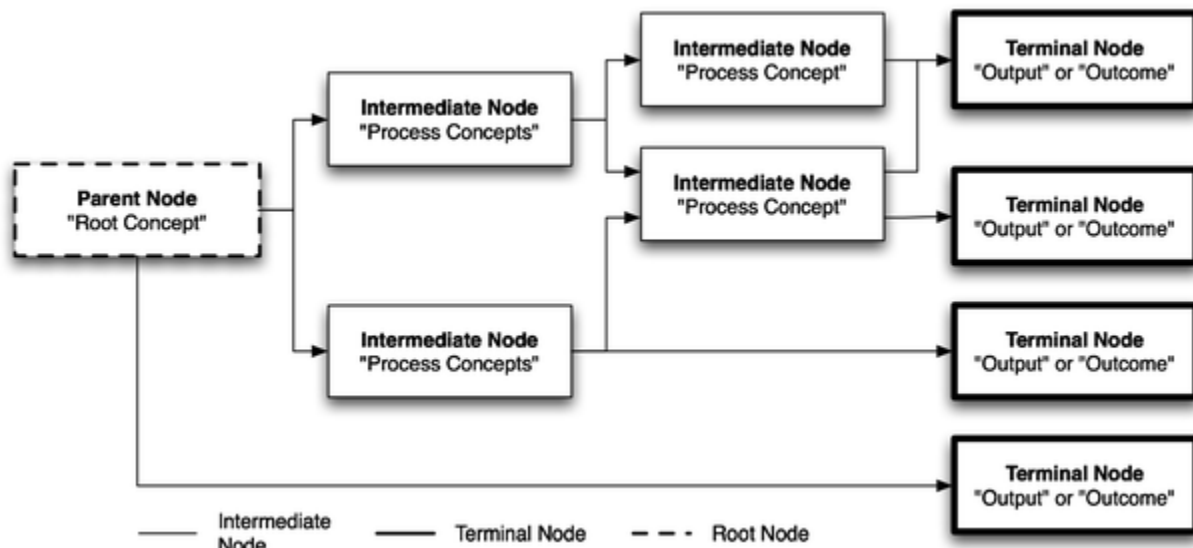 Intermediate Node
"Process Concept"
Terminal Node
"Output" or "Outcome"
Intermediate Node
"Process Concepts"
Intermediate Node
"Process Concept"
Terminal Node
"Output" or "Outcome"
Parent Node
"Root Concept"
Intermediate Node
"Process Concepts"
Terminal Node
"Output" or "Outcome"
Terminal Node
"Output" or "Outcome"
Intermediate
Node
Terminal Node
Root Node